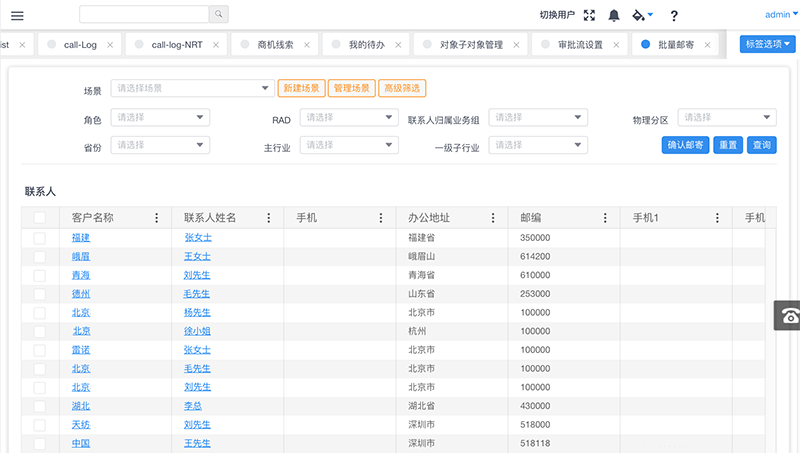 切换用户 ? admin
ist × call-Log × call-log-NRT × 商机线索 × 我的待办 × 对象子对象管理 × 审批流设置 × 批量邮寄 × 标签选项
场景 请选择场景 新建场景 管理场景 高级筛选
角色 请选择 RAD 请选择 联系人归属业务组 请选择 物理分区 请选择
省份 请选择 主行业 请选择 一级子行业 请选择 确认邮寄 重置 查询
联系人
客户名称 联系人姓名 手机 办公地址 邮编 手机1 手机
福建 张女士 福建省 350000
峨眉 王女士 峨眉山 614200
青海 刘先生 青海省 610000
德州 毛先生 山东省 253000
北京 杨先生 北京市 100000
北京 徐小姐 杭州 100000
雷诺 张女士 北京市 100000
北京 毛先生 北京市 100000
北京 刘先生 北京市 100000
湖北 李总 湖北省 430000
天纺 刘先生 深圳市 518000
中国 王先生 深圳市 518118